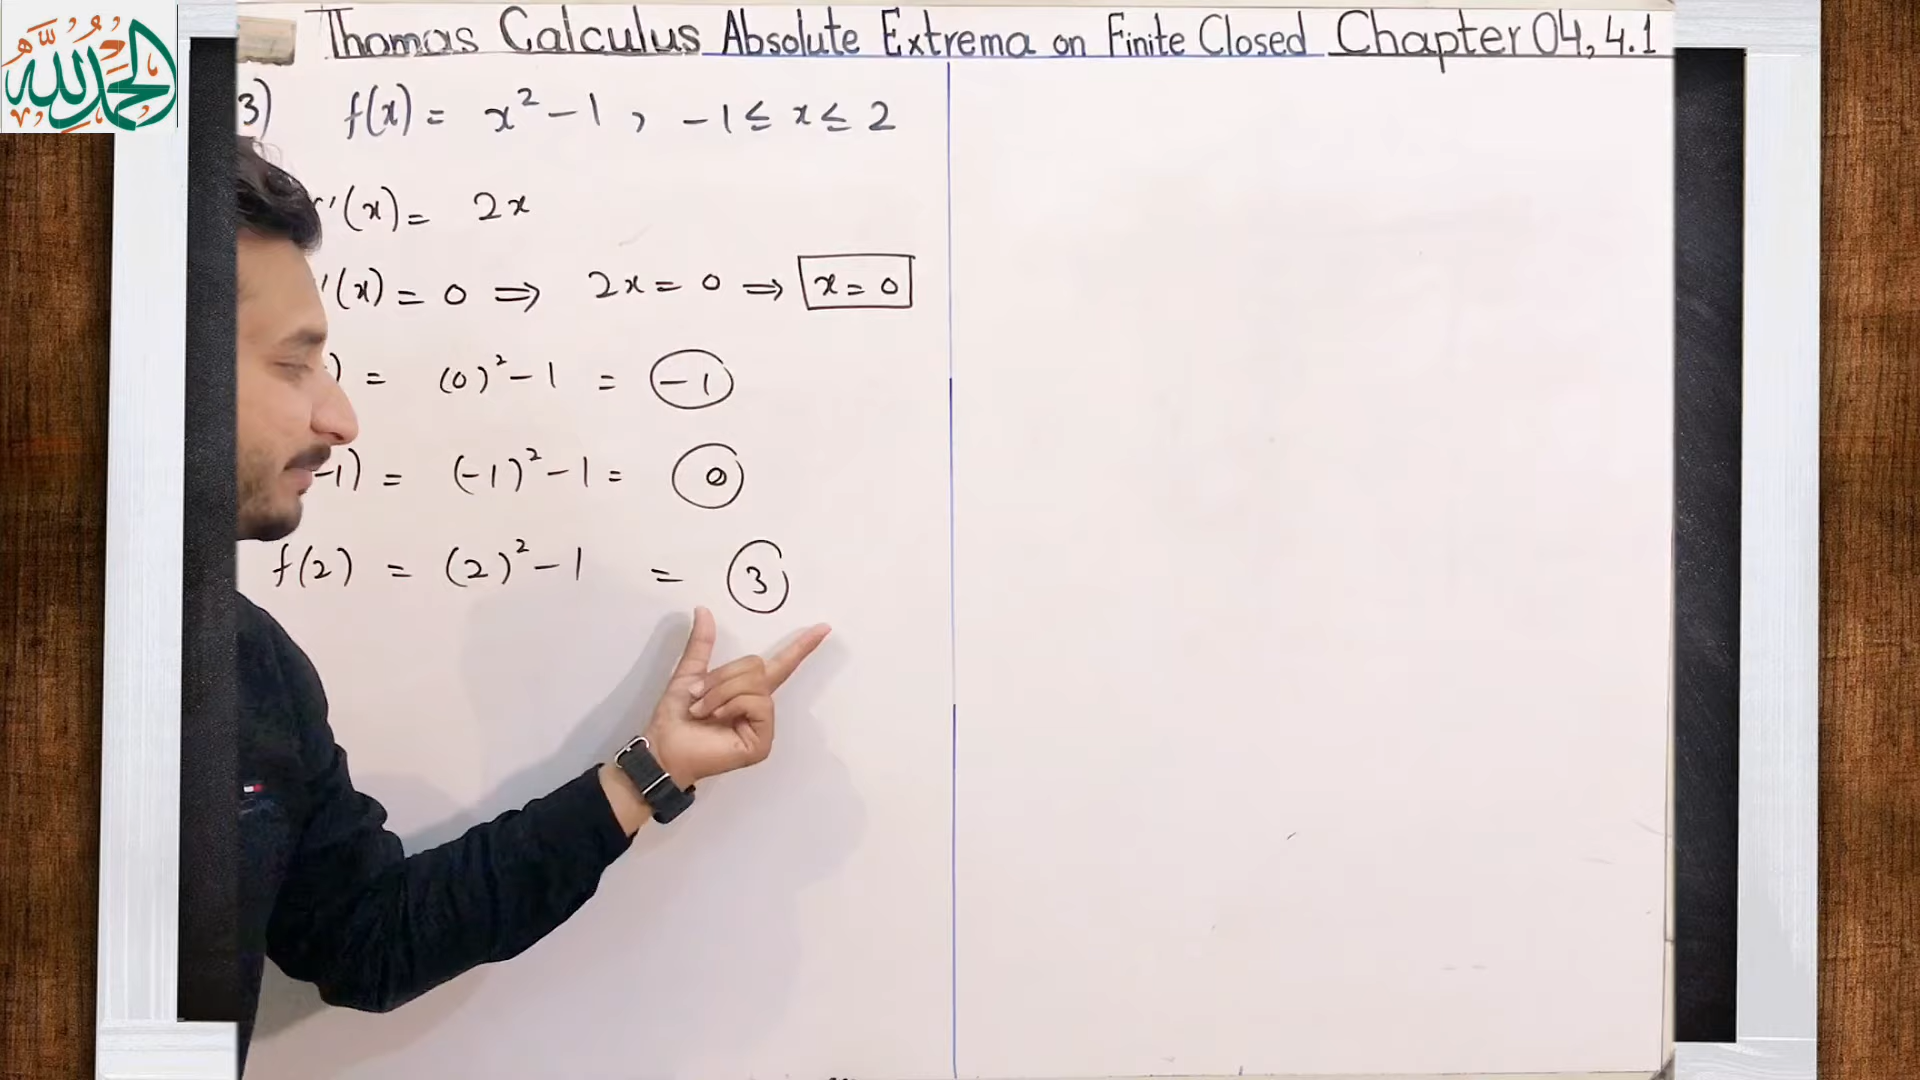 الحمد لله
Thomas Calculus Absolute Extrema on Finite Closed Chapter 04, 4.1
3) f(x) = x² - 1 , -1 ≤ x ≤ 2
'(x) = 2x
'(x) = 0 ⇒ 2x = 0 ⇒ x = 0
) = (0)² - 1 = -1
-1) = (-1)² - 1 = 0
f(2) = (2)² - 1 = 3